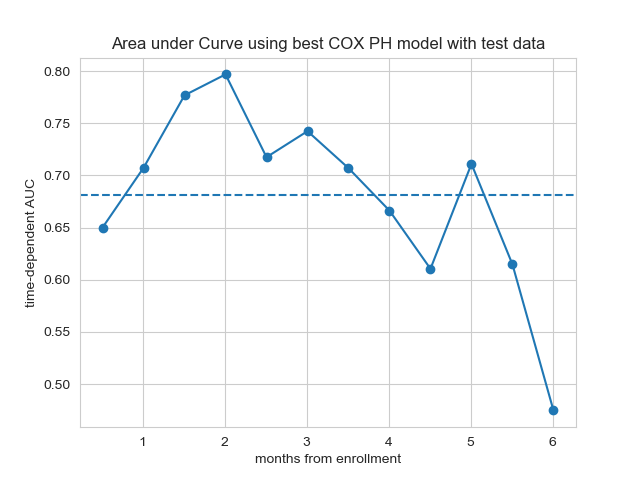 Area under Curve using best COX PH model with test data
time-dependent AUC
0.80
0.75
0.70
0.65
0.60
0.55
0.50
1 2 3 4 5 6
months from enrollment